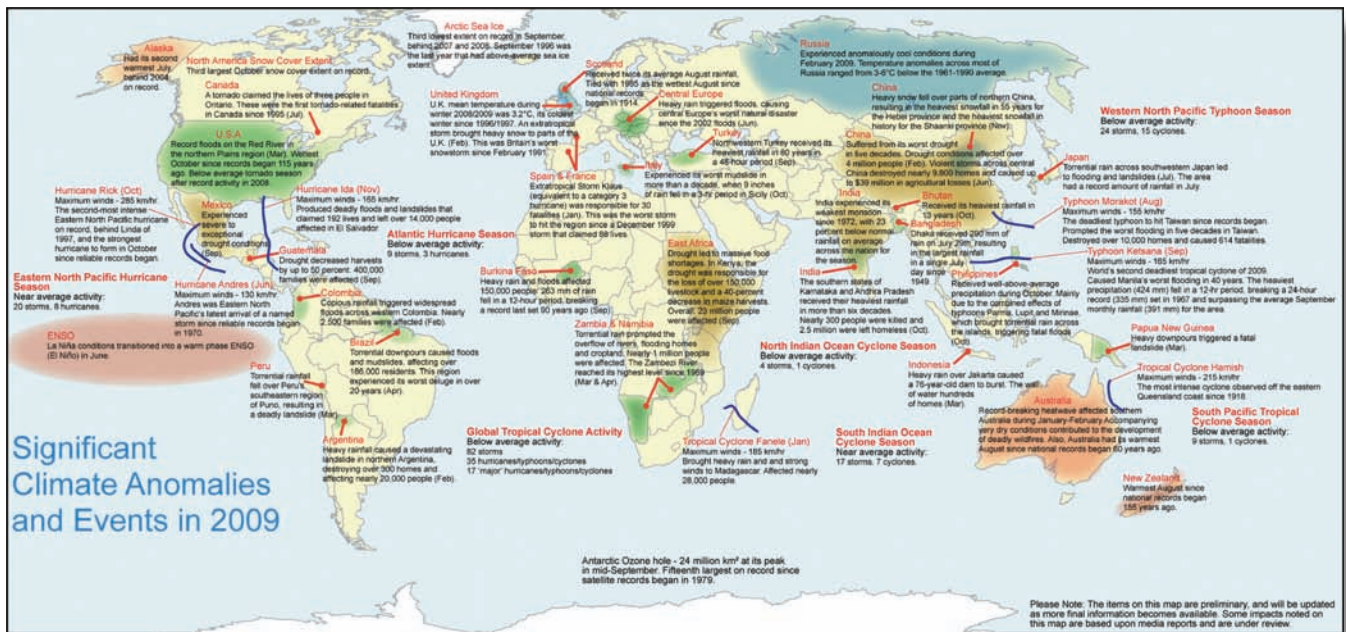 Alaska
Had its second
warmest July,
behind 2004,
on record.
North America Snow Cover Extent
Third largest October snow cover extent on record.
Canada
A tornado claimed the lives of three people in
Ontario. These were the first tornado-related fatalities
in Canada since 1995 (Jul).
U.S.A
Record floods on the Red River in
the northern Plains region (Mar). Wettest
October since records began 115 years
ago. Below average tornado season
after record activity in 2008.
Hurricane Rick (Oct)
Maximum winds - 285 km/hr
The second-most intense
Eastern North Pacific hurricane
on record, behind Linda of
1997, and the strongest
hurricane to form in October
since reliable records began
Mexico
Experienced
severe to
exceptional
drought conditions
(Sep).
Hurricane Ida (Nov)
Maximum winds - 165 km/hr
Produced deadly floods and landslides that
claimed 192 lives and left over 14,000 people
affected in El Salvador
Guatemala
Drought decreased harvests
by up to 50 percent. 400,000
families were affected (Sep).
Eastern North Pacific Hurricane
Season
Near average activity:
20 storms, 8 hurricanes.
Hurricane Andres (Jun)
Maximum winds - 130 km/hr
Andres was Eastern North
Pacific's latest arrival of a named
storm since reliable records began
in 1970.
Colombia
Copious rainfall triggered widespread
floods across western Colombia. Nearly
2,500 families were affected (Feb).
ENSO
La Niña conditions transitioned into a warm phase ENSO
(El Niño) in June.
Brazil
Torrential downpours caused floods
and mudslides, affecting over
186,000 residents. This region
experienced its worst deluge in over
20 years (Apr).
Peru
Torrential rainfall
fell over Peru's
southeastern region
of Puno, resulting in
a deadly landslide (Mar).
Argentina
Heavy rainfall caused a devastating
landslide in northern Argentina,
destroying over 300 homes and
affecting nearly 20,000 people (Feb).
Significant
Climate Anomalies
and Events in 2009
Arctic Sea Ice
Third lowest extent on record in September,
behind 2007 and 2008. September 1996 was
the last year that had above-average sea ice
extent.
United Kingdom
U.K. mean temperature during
winter 2008/2009 was 3.2°C, its coldest
winter since 1996/1997. An extratropical
storm brought heavy snow to parts of the
U.K. (Feb). This was Britain's worst
snowstorm since February 1991.
Scotland
Received twice its average August rainfall.
Tied with 1985 as the wettest August since
national records
began in 1914.
Central Europe
Heavy rain triggered floods, causing
central Europe's worst natural disaster
since the 2002 floods (Jun).
Turkey
Northwestern Turkey received its
heaviest rainfall in 80 years in
a 48-hour period (Sep).
Italy
Experienced its worst mudslide in
more than a decade, when 9 inches
of rain fell in a 3-hr period in Sicily (Oct).
Spain & France
Extratropical Storm Klaus
(equivalent to a category 3
hurricane) was responsible for 30
fatalities (Jan). This was the worst storm
to hit the region since a December 1999
storm that claimed 88 lives.
Atlantic Hurricane Season
Below average activity:
9 storms, 3 hurricanes.
Burkina Faso
Heavy rain and floods affected
150,000 people. 263 mm of rain
fell in a 12-hour period, breaking
a record last set 90 years ago (Sep).
East Africa
Drought led to massive food
shortages. In Kenya, the
drought was responsible for
the loss of over 150,000
livestock and a 40-percent
decrease in maize harvests.
Overall, 23 million people
were affected (Sep).
Zambia & Namibia
Torrential rain prompted the
overflow of rivers, flooding homes
and cropland. Nearly 1 million people
were affected. The Zambezi River
reached its highest level since 1969
(Mar & Apr).
Global Tropical Cyclone Activity
Below average activity:
82 storms
35 hurricanes/typhoons/cyclones
17 'major' hurricanes/typhoons/cyclones
Tropical Cyclone Fanele (Jan)
Maximum winds - 185 km/hr
Brought heavy rain and and strong
winds to Madagascar. Affected nearly
28,000 people.
Antarctic Ozone hole - 24 million km² at its peak
in mid-September. Fifteenth largest on record since
satellite records began in 1979.
Russia
Experienced anomalously cool conditions during
February 2009. Temperature anomalies across most of
Russia ranged from 3-6°C below the 1961-1990 average.
China
Heavy snow fell over parts of northern China,
resulting in the heaviest snowfall in 55 years for
the Hebei province and the heaviest snowfall in
history for the Shaanxi province (Nov).
China
Suffered from its worst drought
in five decades. Drought conditions affected over
4 million people (Feb). Violent storms across central
China destroyed nearly 9,800 homes and caused up
to $39 million in agricultural losses (Jun).
Western North Pacific Typhoon Season
Below average activity:
24 storms, 15 cyclones.
Japan
Torrential rain across southwestern Japan led
to flooding and landslides (Jul). The area
had a record amount of rainfall in July.
India
India experienced its
weakest monsoon
since 1972, with 23
percent below normal
rainfall on average
across the nation for
the season.
Bhutan
Received its heaviest rainfall in
13 years (Oct).
Bangladesh
Dhaka received 290 mm of
rain on July 29th, resulting
in the largest rainfall
in a single July
day since
1949.
Typhoon Morakot (Aug)
Maximum winds - 155 km/hr
The deadliest typhoon to hit Taiwan since records began.
Prompted the worst flooding in five decades in Taiwan.
Destroyed over 10,000 homes and caused 614 fatalities.
Typhoon Ketsana (Sep)
Maximum winds - 165 km/hr
World's second deadliest tropical cyclone of 2009.
Caused Manila's worst flooding in 40 years. The heaviest
precipitation (424 mm) fell in a 12-hr period, breaking a 24-hour
record (335 mm) set in 1967 and surpassing the average September
monthly rainfall (391 mm) for the area.
India
The southern states of
Karnataka and Andhra Pradesh
received their heaviest rainfall
in more than six decades.
Nearly 300 people were killed and
2.5 million were left homeless (Oct).
Philippines
Received well-above-average
precipitation during October. Mainly
due to the combined effects of
typhoons Parma, Lupit and Mirinae,
which brought torrential rain across
the islands, triggering fatal floods
(Oct).
North Indian Ocean Cyclone Season
Below average activity:
4 storms, 1 cyclones.
Indonesia
Heavy rain over Jakarta caused
a 76-year-old dam to burst. The wall
of water hundreds
of homes (Mar).
Papua New Guinea
Heavy downpours triggered a fatal
landslide (Mar).
Tropical Cyclone Hamish
Maximum winds - 215 km/hr
The most intense cyclone observed off the eastern
Queensland coast since 1918.
Australia
Record-breaking heatwave affected southern
Australia during January-February. Accompanying
very dry conditions contributed to the development
of deadly wildfires. Also, Australia had its warmest
August since national records began 60 years ago.
South Indian Ocean
Cyclone Season
Near average activity:
17 storms, 7 cyclones.
South Pacific Tropical
Cyclone Season
Below average activity:
9 storms, 1 cyclones.
New Zealand
Warmest August since
national records began
155 years ago.
Please Note: The items on this map are preliminary, and will be updated
as more final information becomes available. Some impacts noted on
this map are based upon media reports and are under review.